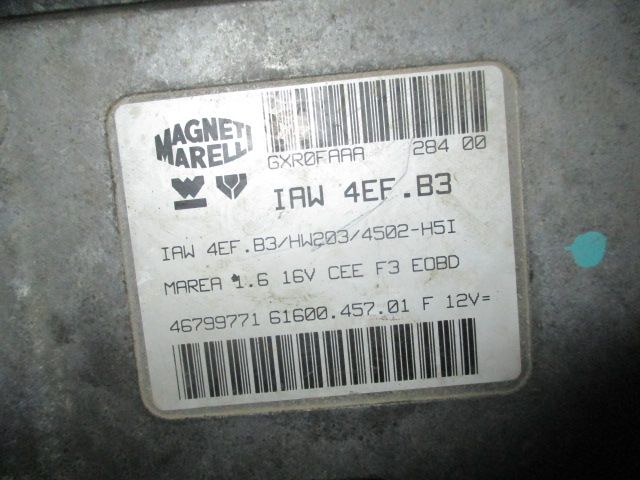 MAGNETI
MARELLI
GXR0FAAA 284 00
IAW 4EF.B3
IAW 4EF.B3/HW203/4502-H5I
MAREA 1.6 16V CEE F3 EOBD
46799771 61600.457.01 F 12V=